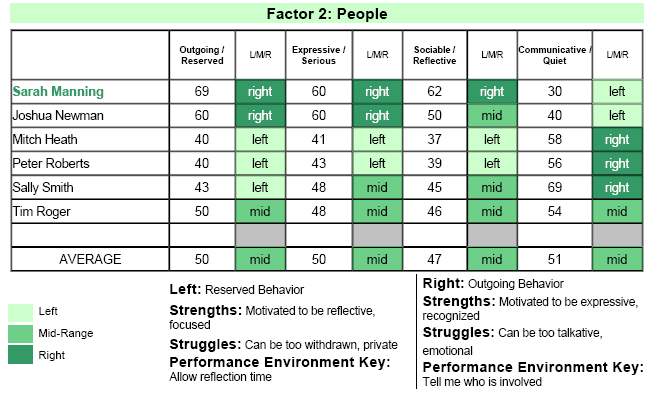 Factor 2: People
Outgoing / Reserved L/M/R Expressive / Serious L/M/R Sociable / Reflective L/M/R Communicative / Quiet L/M/R
Sarah Manning 69 right 60 right 62 right 30 left
Joshua Newman 60 right 60 right 50 mid 40 left
Mitch Heath 40 left 41 left 37 left 58 right
Peter Roberts 40 left 43 left 39 left 56 right
Sally Smith 43 left 48 mid 45 mid 69 right
Tim Roger 50 mid 48 mid 46 mid 54 mid
AVERAGE 50 mid 50 mid 47 mid 51 mid
Left
Mid-Range
Right
Left: Reserved Behavior
Strengths: Motivated to be reflective,
focused
Struggles: Can be too withdrawn, private
Performance Environment Key:
Allow reflection time
Right: Outgoing Behavior
Strengths: Motivated to be expressive,
recognized
Struggles: Can be too talkative,
emotional
Performance Environment Key:
Tell me who is involved